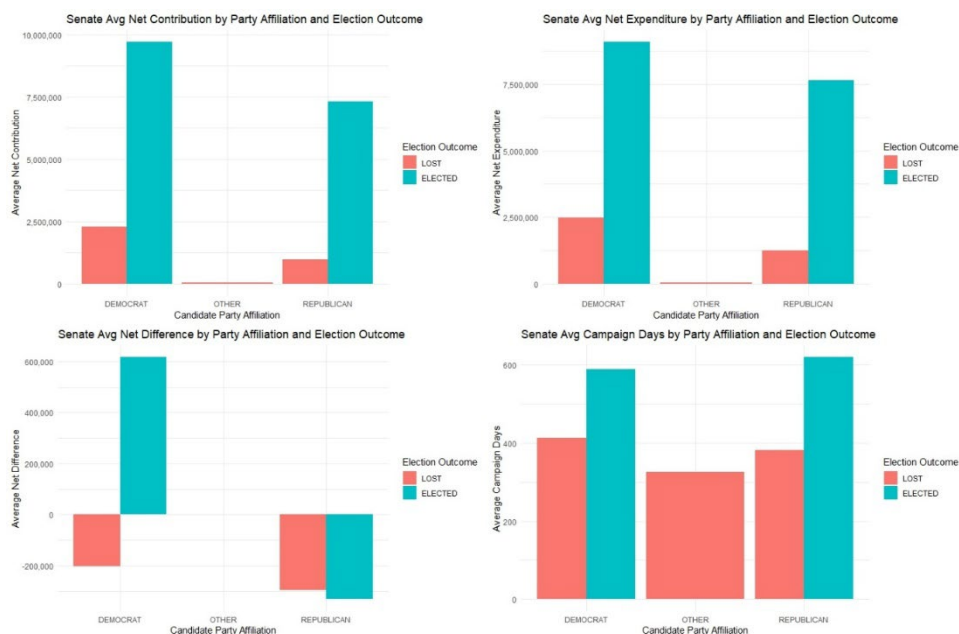 Senate Avg Net Contribution by Party Affiliation and Election Outcome
10,000,000
7,500,000
5,000,000
2,500,000
0
Average Net Contribution
DEMOCRAT OTHER REPUBLICAN
Candidate Party Affiliation
Election Outcome
LOST
ELECTED
Senate Avg Net Expenditure by Party Affiliation and Election Outcome
7,500,000
5,000,000
2,500,000
0
Average Net Expenditure
DEMOCRAT OTHER REPUBLICAN
Candidate Party Affiliation
Election Outcome
LOST
ELECTED
Senate Avg Net Difference by Party Affiliation and Election Outcome
600,000
400,000
200,000
0
-200,000
Average Net Difference
DEMOCRAT OTHER REPUBLICAN
Candidate Party Affiliation
Election Outcome
LOST
ELECTED
Senate Avg Campaign Days by Party Affiliation and Election Outcome
600
400
200
0
Average Campaign Days
DEMOCRAT OTHER REPUBLICAN
Candidate Party Affiliation
Election Outcome
LOST
ELECTED